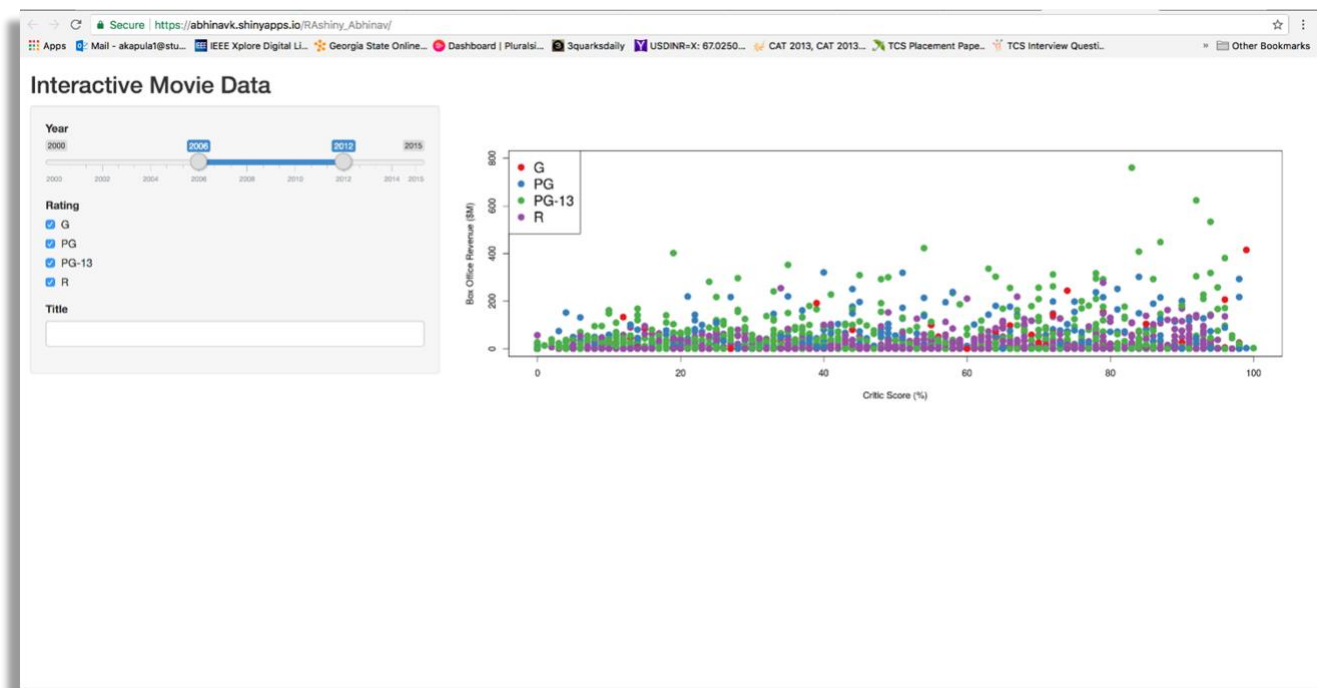 Secure | https://abhinavk.shinyapps.io/RAshiny_Abhinav/
Apps Mail - akapula1@stu... IEEE Xplore Digital Li... Georgia State Online... Dashboard | Pluralsi... 3quarksdaily USDINR=X: 67.0250... CAT 2013, CAT 2013... TCS Placement Pape... TCS Interview Questi... » Other Bookmarks
Interactive Movie Data
Year
2000 2006 2012 2015
2000 2002 2004 2006 2008 2010 2012 2014 2015
Rating
G
PG
PG-13
R
Title
Box Office Revenue ($M)
800
600
400
200
0
G
PG
PG-13
R
0 20 40 60 80 100
Critic Score (%)